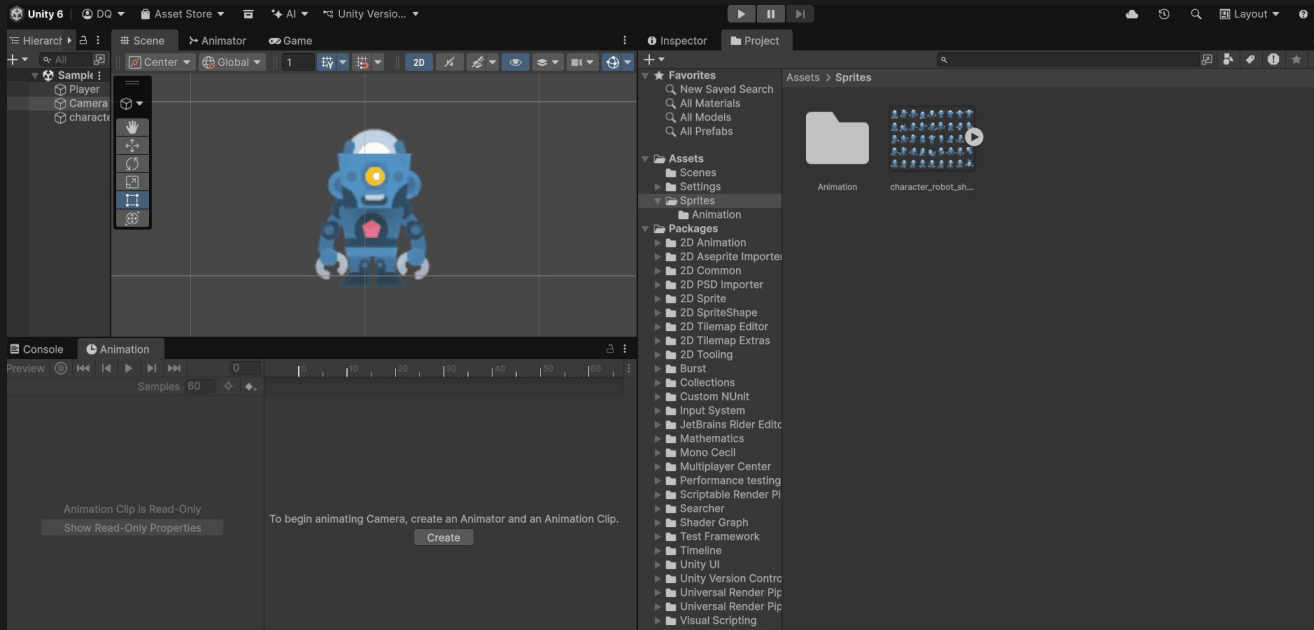 Unity 6 DQ Asset Store AI Unity Versio... Layout
Hierarch
Scene Animator Game
Inspector Project
All
Center Global 1 2D
Sample
Player
Camera
characte
Favorites
New Saved Search
All Materials
All Models
All Prefabs
Assets
Scenes
Settings
Sprites
Animation
Packages
2D Animation
2D Aseprite Importer
2D Common
2D PSD Importer
2D Sprite
2D SpriteShape
2D Tilemap Editor
2D Tilemap Extras
2D Tooling
Burst
Collections
Custom NUnit
Input System
JetBrains Rider Edito
Mathematics
Mono Cecil
Multiplayer Center
Performance testing
Scriptable Render Pi
Searcher
Shader Graph
Test Framework
Timeline
Unity UI
Unity Version Contro
Universal Render Pip
Universal Render Pip
Visual Scripting
Assets > Sprites
Animation
character_robot_sh...
Console Animation
Preview 0
0 10 20 30 40 50 60
Samples 60
Animation Clip is Read-Only
Show Read-Only Properties
To begin animating Camera, create an Animator and an Animation Clip.
Create